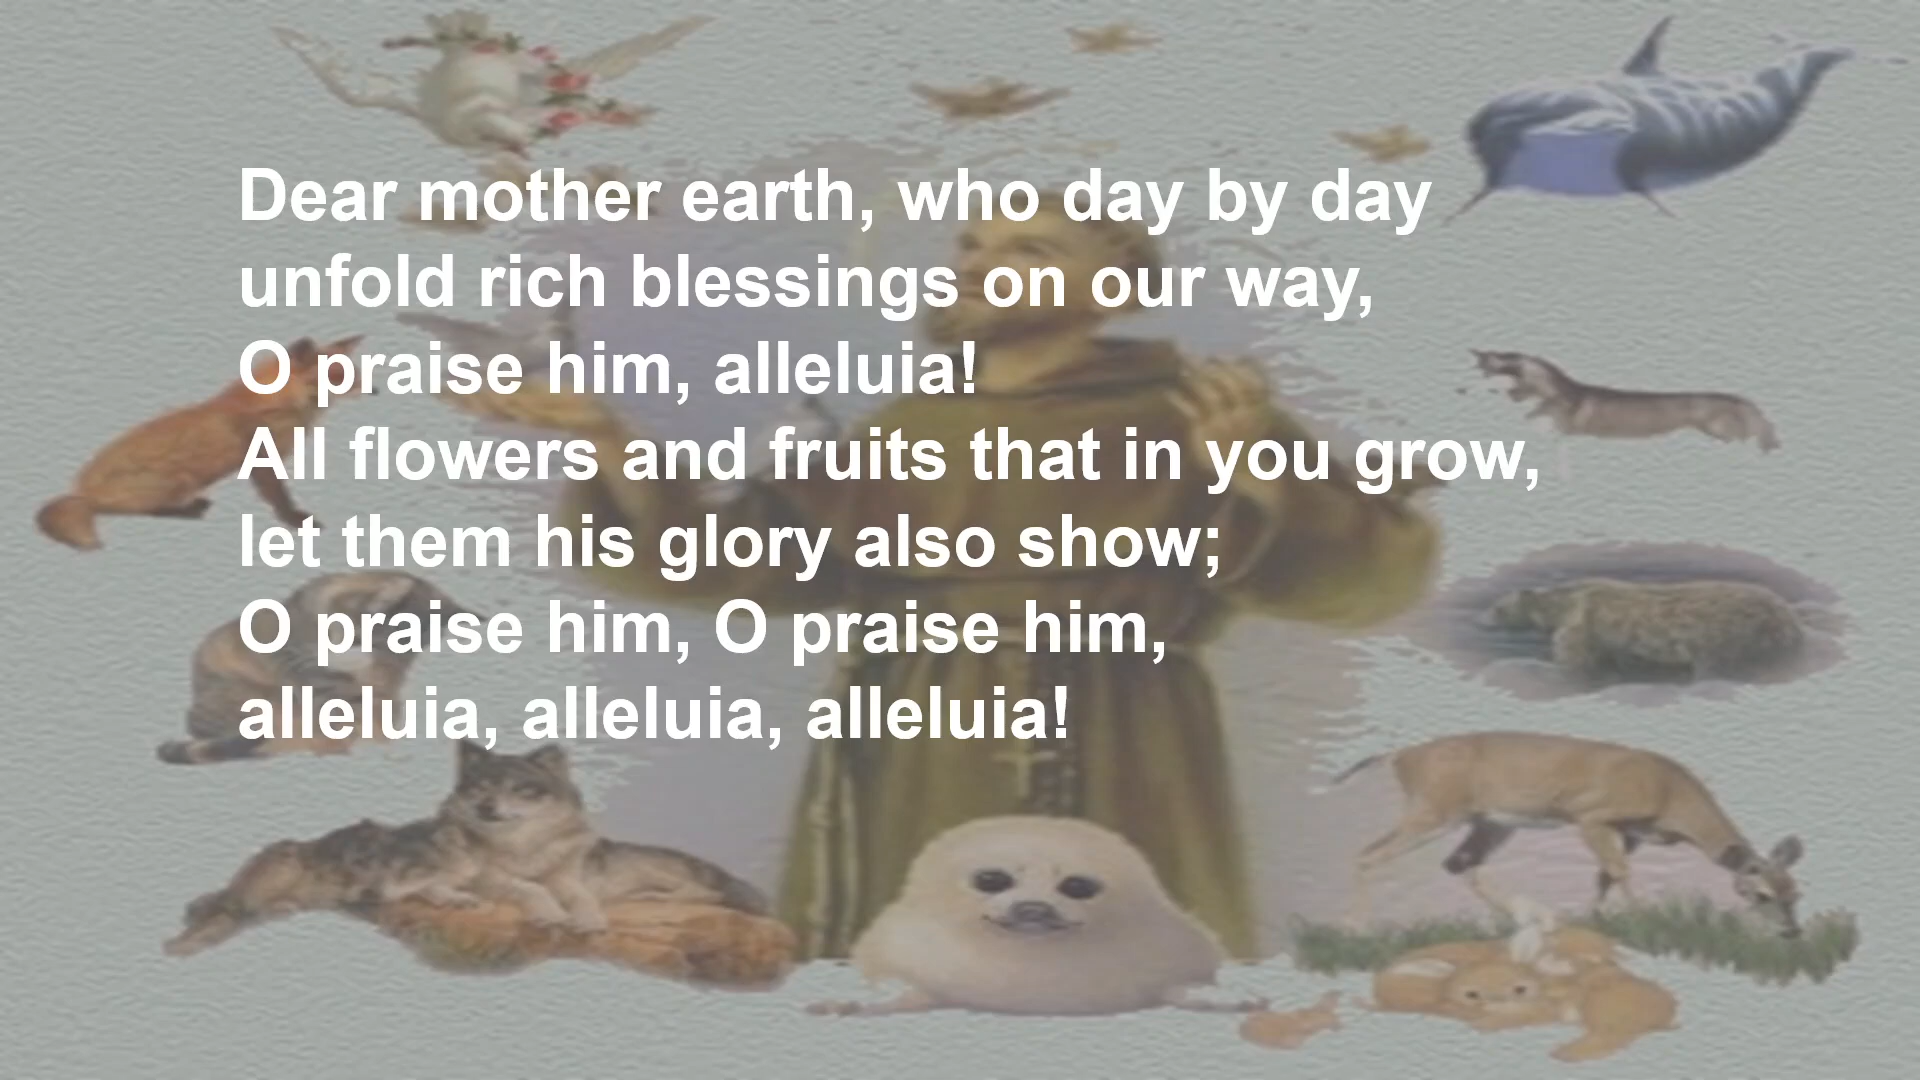 Dear mother earth, who day by day
unfold rich blessings on our way,
O praise him, alleluia!
All flowers and fruits that in you grow,
let them his glory also show;
O praise him, O praise him,
alleluia, alleluia, alleluia!